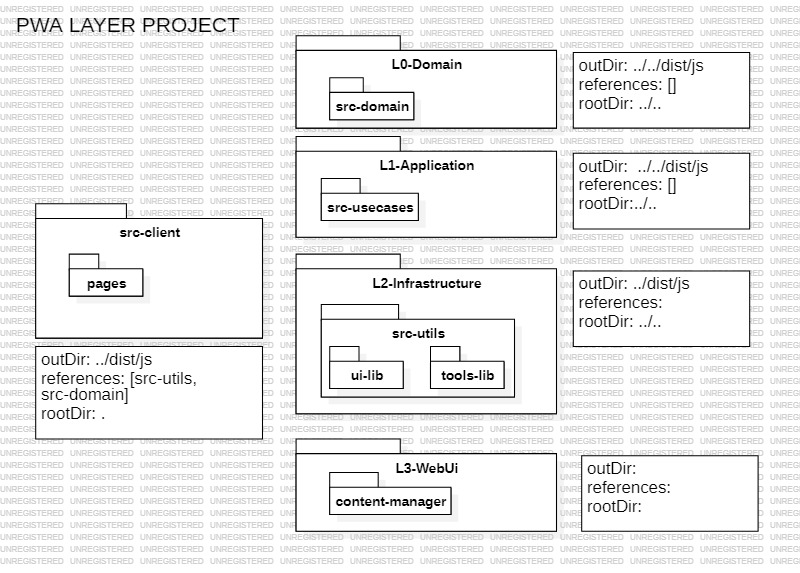 PWA LAYER PROJECT
L0-Domain
src-domain
outDir: ../../dist/js
references: []
rootDir: ../..
L1-Application
src-usecases
outDir:  ../../dist/js
references: []
rootDir:../..
src-client
pages
outDir: ../dist/js
references: [src-utils,
src-domain]
rootDir: .
L2-Infrastructure
src-utils
ui-lib
tools-lib
outDir: ../dist/js
references:
rootDir: ../..
L3-WebUi
content-manager
outDir:
references:
rootDir:
UNREGISTERED